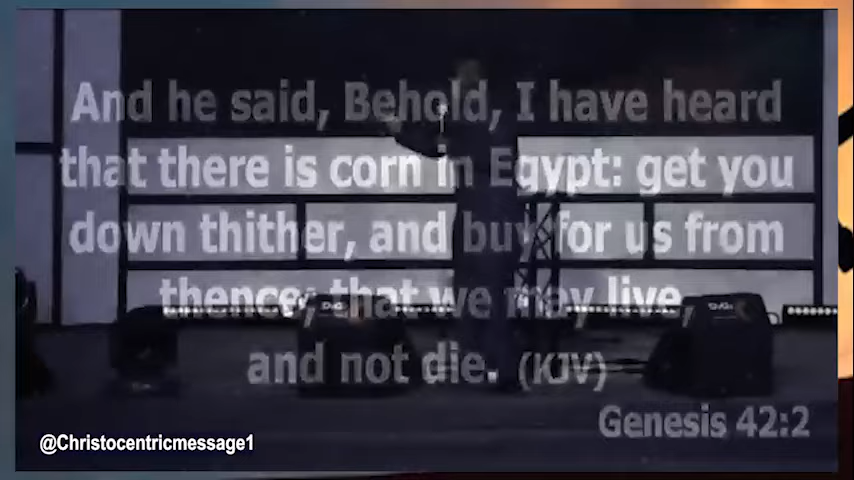 And he said, Behold, I have heard
that there is corn in Egypt: get you
down thither, and buy for us from
thence; that we may live,
and not die. (KJV)
Genesis 42:2
@Christocentricmessage1